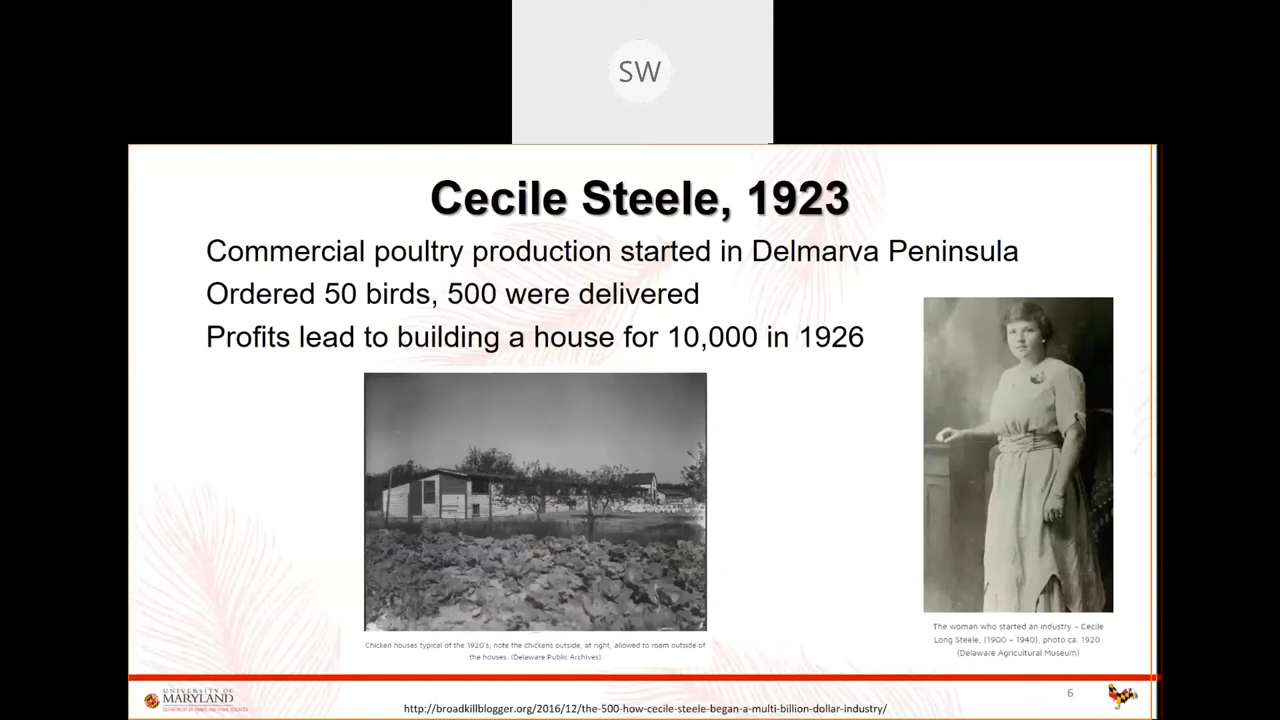 SW
Cecile Steele, 1923
Commercial poultry production started in Delmarva Peninsula
Ordered 50 birds, 500 were delivered
Profits lead to building a house for 10,000 in 1926
Chicken houses typical of the 1920's; note the chickens outside, at right, allowed to roam outside of
the houses. (Delaware Public Archives)
The woman who started an industry – Cecile
Long Steele, (1900 – 1940), photo ca. 1920
(Delaware Agricultural Museum)
UNIVERSITY OF
MARYLAND
6
http://broadkillblogger.org/2016/12/the-500-how-cecile-steele-began-a-multi-billion-dollar-industry/